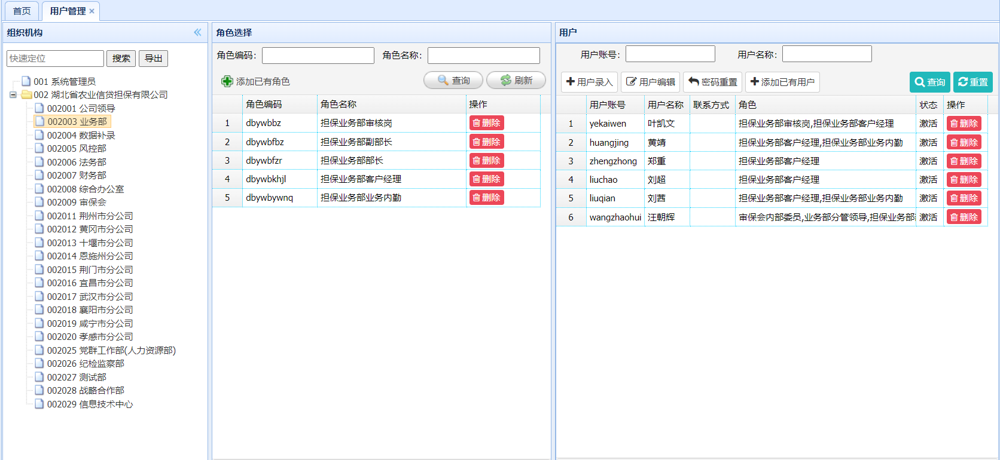 首页
用户管理
组织机构
快速定位 搜索 导出
001 系统管理员
002 湖北省农业信贷担保有限公司
002001 公司领导
002003 业务部
002004 数据补录
002005 风控部
002006 法务部
002007 财务部
002008 综合办公室
002009 审保会
002011 荆州市分公司
002012 黄冈市分公司
002013 十堰市分公司
002014 恩施州分公司
002015 荆门市分公司
002016 宜昌市分公司
002017 武汉市分公司
002018 襄阳市分公司
002019 咸宁市分公司
002020 孝感市分公司
002025 党群工作部(人力资源部)
002026 纪检监察部
002027 测试部
002028 战略合作部
002029 信息技术中心
角色选择
角色编码: 角色名称:
添加已有角色 查询 刷新
角色编码 角色名称 操作
1 dbywbbz 担保业务部审核岗 删除
2 dbywbfbz 担保业务部副部长 删除
3 dbywbfzr 担保业务部部长 删除
4 dbywbkhjl 担保业务部客户经理 删除
5 dbywbywnq 担保业务部业务内勤 删除
用户
用户账号: 用户名称:
用户录入 用户编辑 密码重置 添加已有用户 查询 重置
用户账号 用户名称 联系方式 角色 状态 操作
1 yekaiwen 叶凯文 担保业务部审核岗,担保业务部客户经理 激活 删除
2 huangjing 黄靖 担保业务部客户经理,担保业务部业务内勤 激活 删除
3 zhengzhong 郑重 担保业务部客户经理 激活 删除
4 liuchao 刘超 担保业务部客户经理 激活 删除
5 liuqian 刘茜 担保业务部客户经理,担保业务部业务内勤 激活 删除
6 wangzhaohui 汪朝辉 审保会内部委员,业务部分管领导,担保业务部 激活 删除